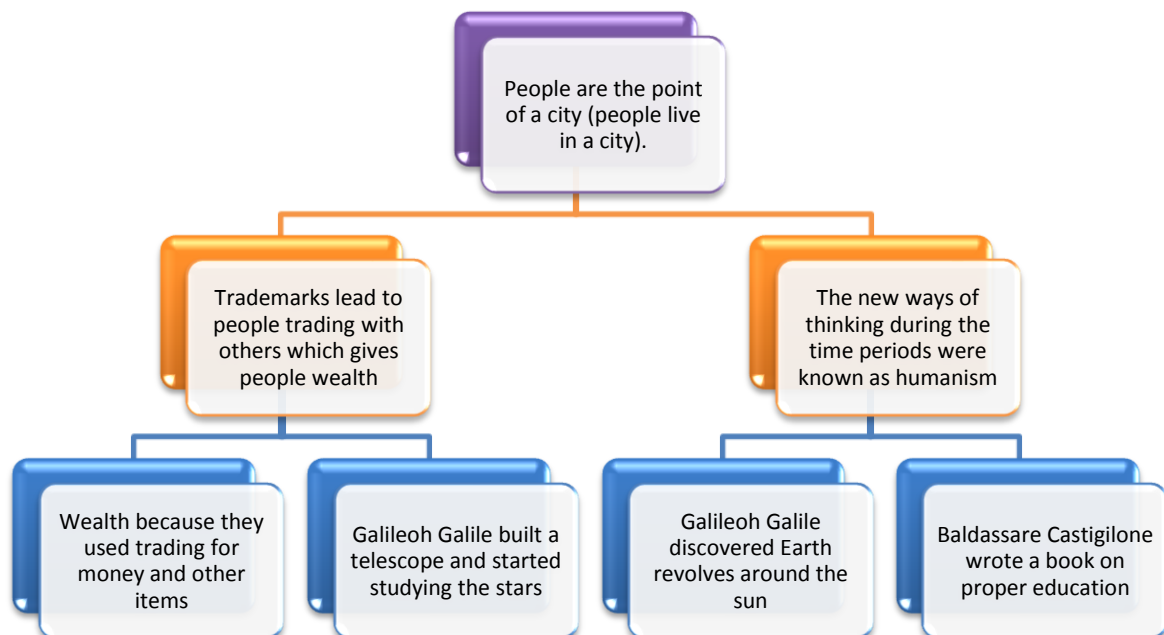 People are the point
of a city (people live
in a city).
Trademarks lead to
people trading with
others which gives
people wealth
The new ways of
thinking during the
time periods were
known as humanism
Wealth because they
used trading for
money and other
items
Galileoh Galile built a
telescope and started
studying the stars
Galileoh Galile
discovered Earth
revolves around the
sun
Baldassare Castigilone
wrote a book on
proper education